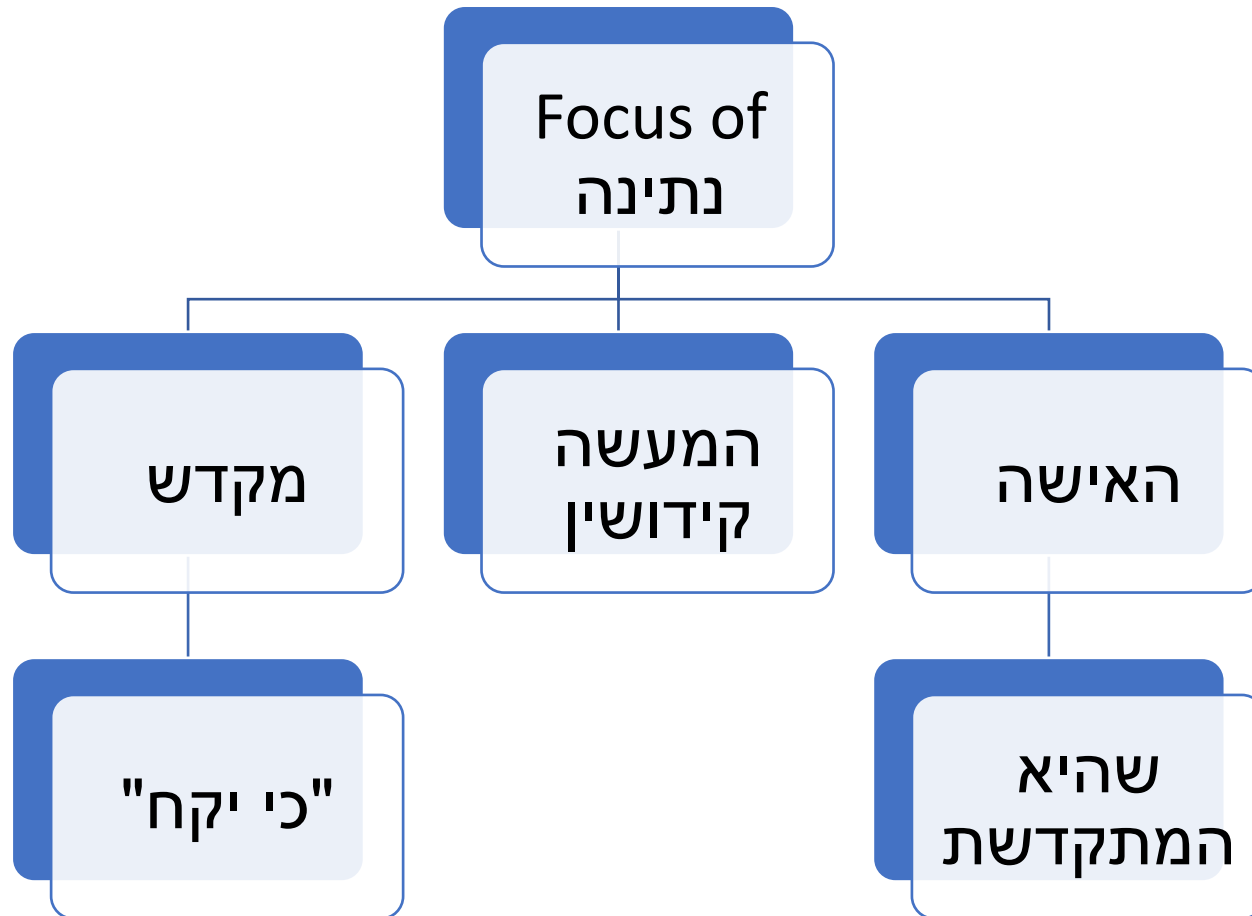 Focus of
נתינה
מקדש
המעשה
קידושין
האישה
"כי יקח"
שהיא
המתקדשת